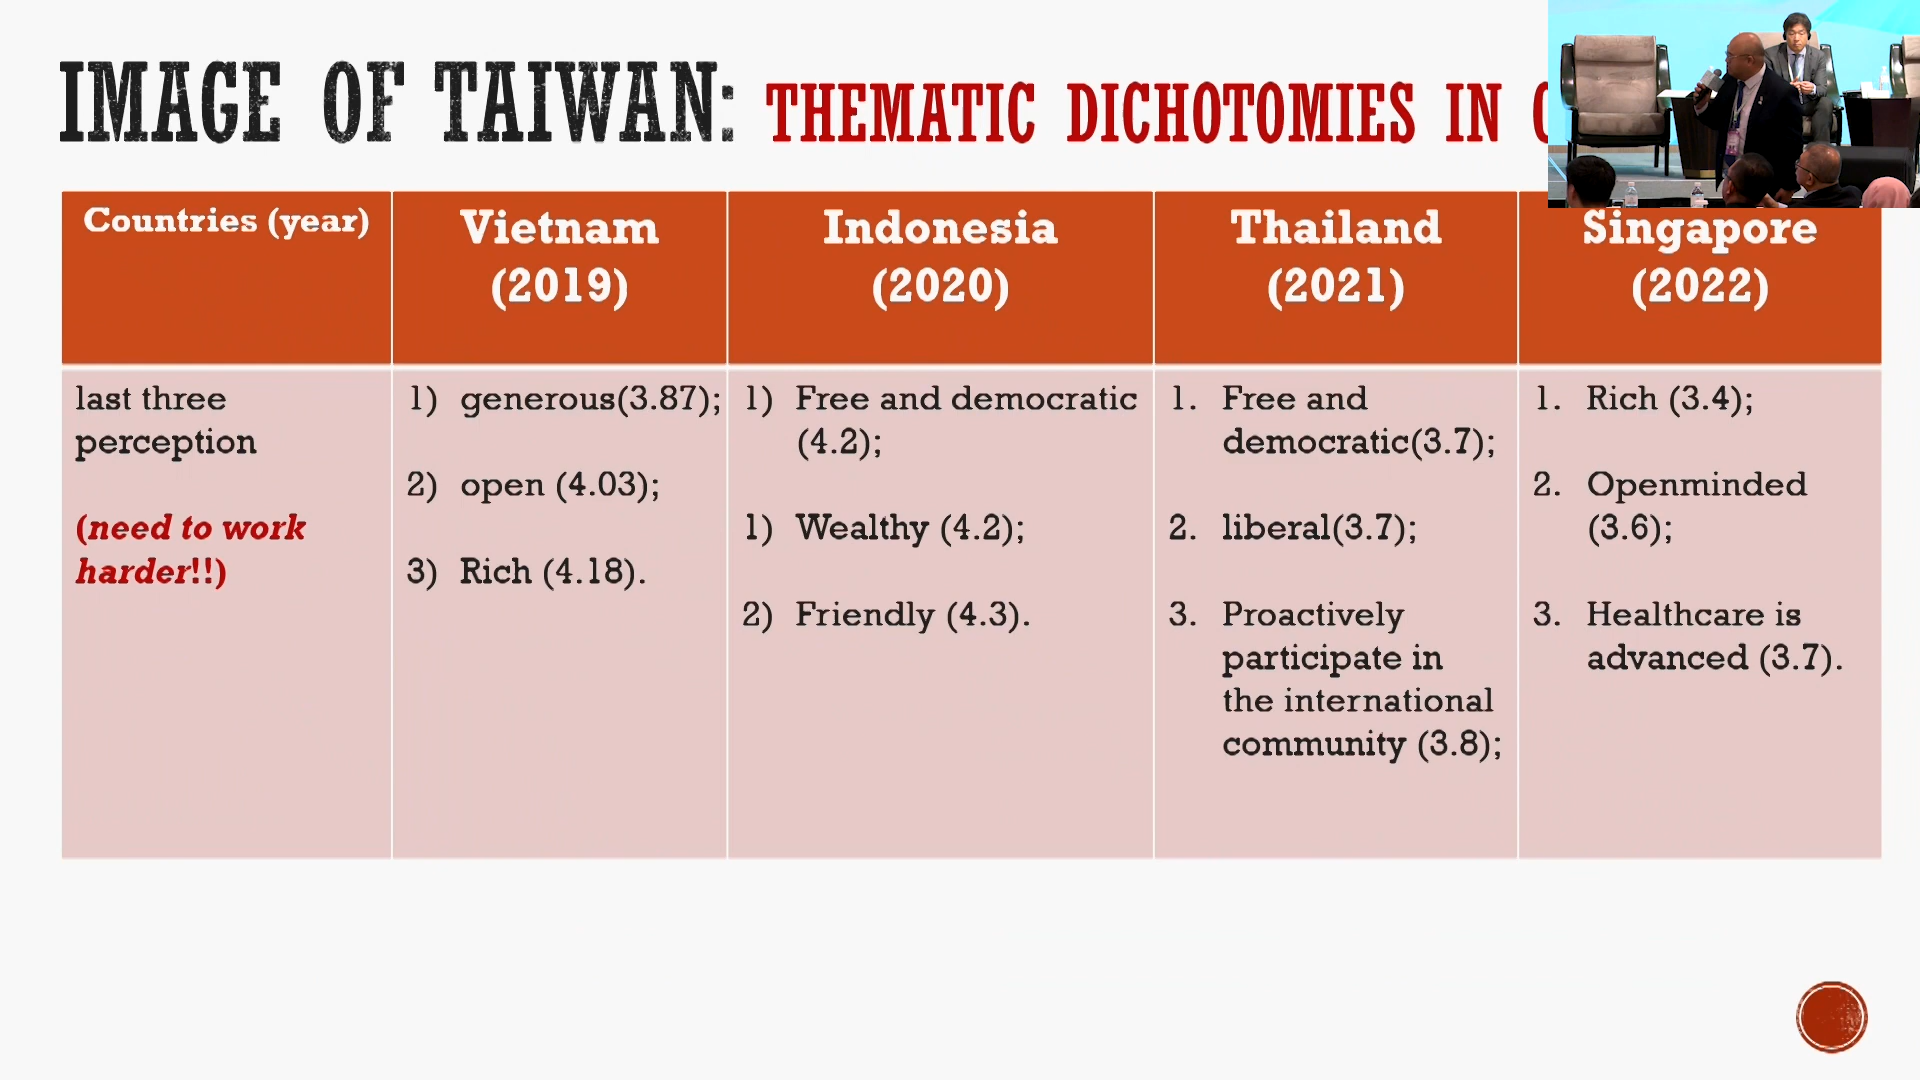 IMAGE OF TAIWAN: THEMATIC DICHOTOMIES IN
Countries (year)
Vietnam
(2019)
Indonesia
(2020)
Thailand
(2021)
Singapore
(2022)
last three
perception
(need to work
harder!!)
1) generous(3.87);
2) open (4.03);
3) Rich (4.18).
1) Free and democratic
(4.2);
1) Wealthy (4.2);
2) Friendly (4.3).
1. Free and
democratic(3.7);
2. liberal(3.7);
3. Proactively
participate in
the international
community (3.8);
1. Rich (3.4);
2. Openminded
(3.6);
3. Healthcare is
advanced (3.7).